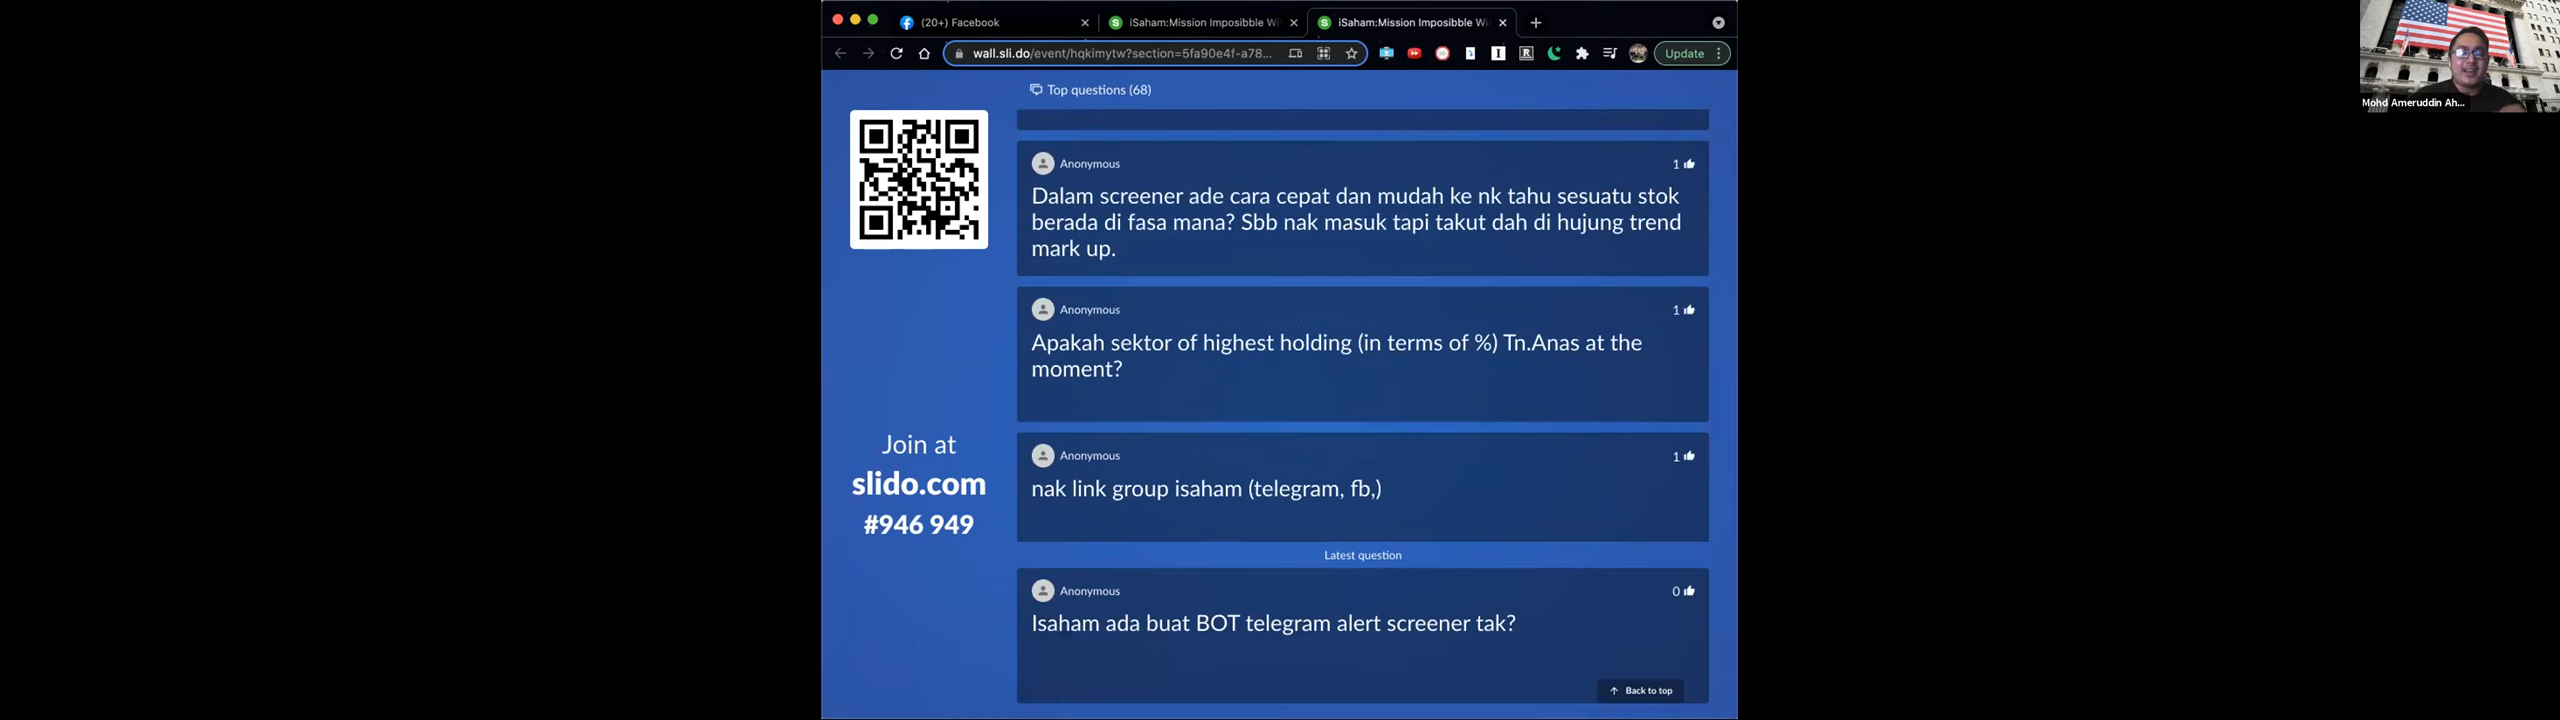 (20+) Facebook
iSaham:Mission Imposibble Wi
iSaham:Mission Imposibble Wi
wall.sli.do/event/hqkimytw?section=5fa90e4f-a78...
Update
Mohd Ameruddin Ah...
Top questions (68)
Anonymous
1
Dalam screener ade cara cepat dan mudah ke nk tahu sesuatu stok
berada di fasa mana? Sbb nak masuk tapi takut dah di hujung trend
mark up.
Anonymous
1
Apakah sektor of highest holding (in terms of %) Tn.Anas at the
moment?
Join at
slido.com
#946 949
Anonymous
1
nak link group isaham (telegram, fb,)
Latest question
Anonymous
0
Isaham ada buat BOT telegram alert screener tak?
Back to top